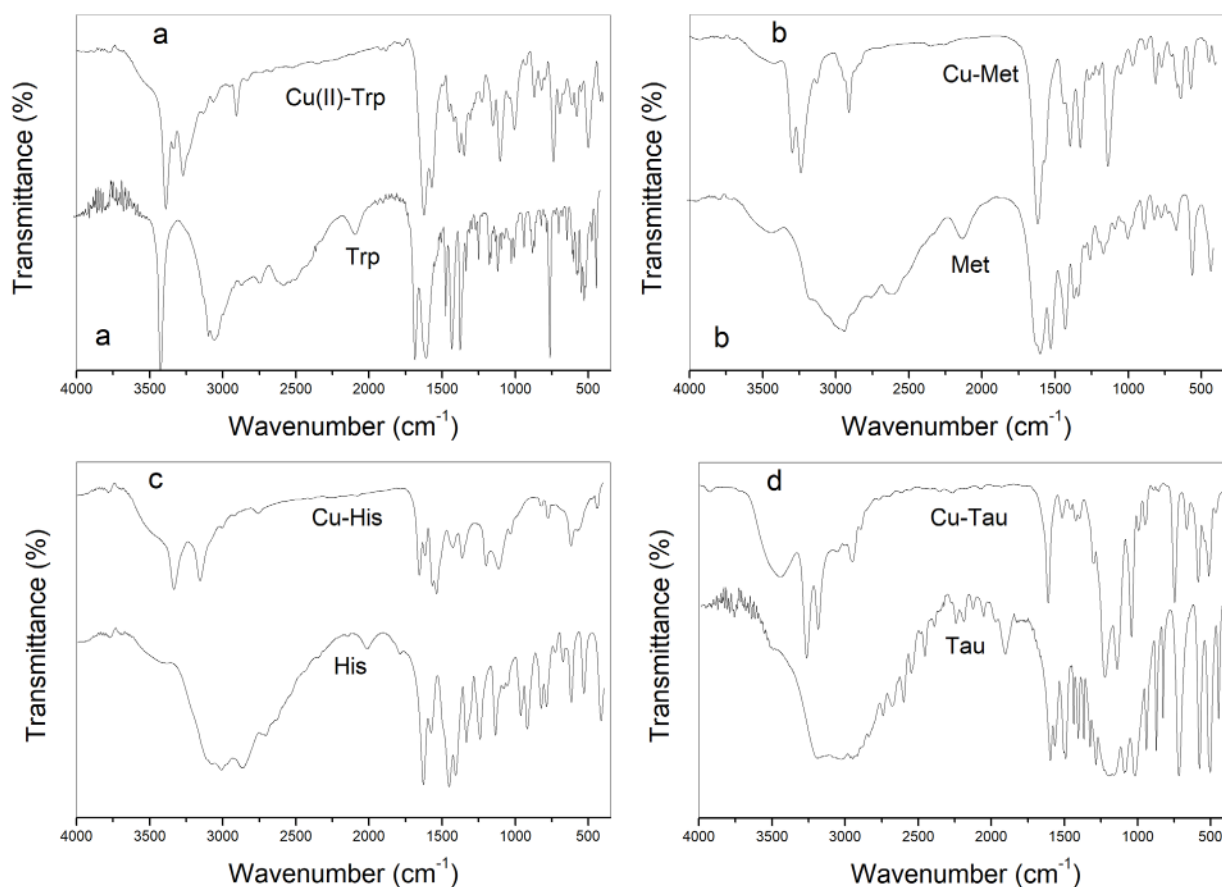 a
Cu(II)-Trp
Trp
a
Transmittance (%)
4000 3500 3000 2500 2000 1500 1000 500
Wavenumber (cm⁻¹)
b
Cu-Met
Met
b
Transmittance (%)
4000 3500 3000 2500 2000 1500 1000 500
Wavenumber (cm⁻¹)
c
Cu-His
His
Transmittance (%)
4000 3500 3000 2500 2000 1500 1000 500
Wavenumber (cm⁻¹)
d
Cu-Tau
Tau
Transmittance (%)
4000 3500 3000 2500 2000 1500 1000 500
Wavenumber (cm⁻¹)